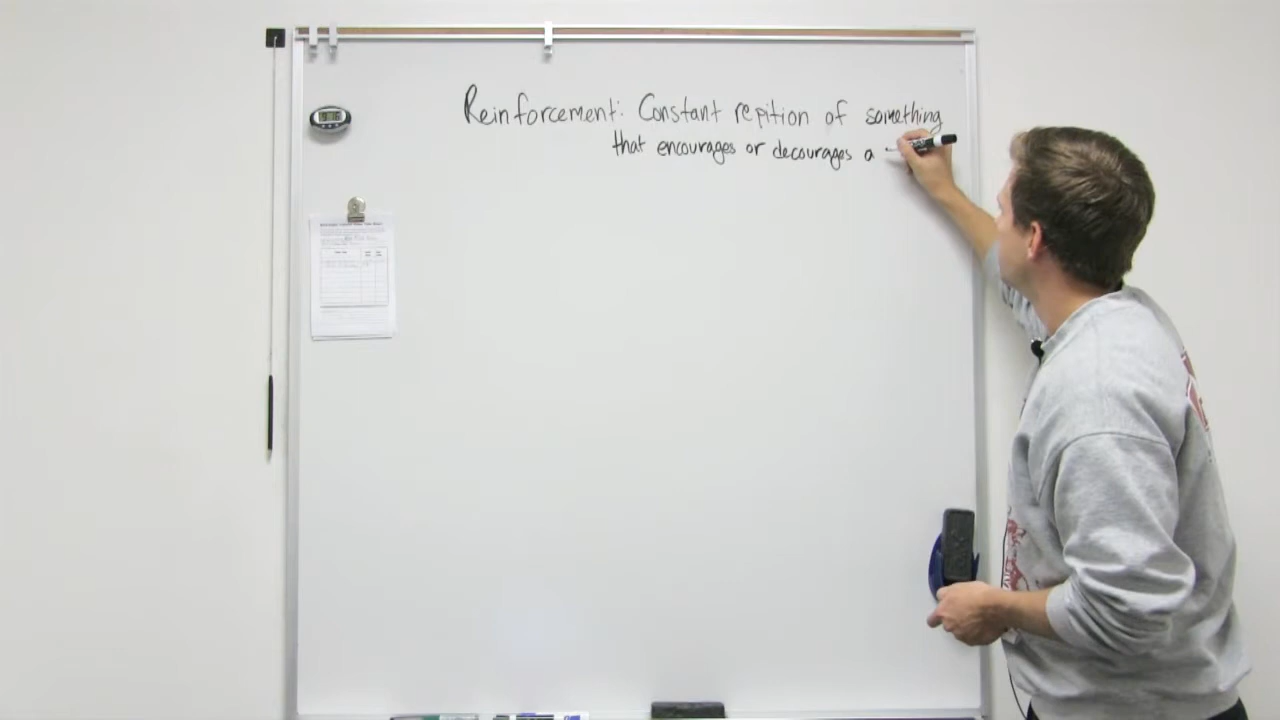 Reinforcement: Constant repition of something
that encourages or decourages a